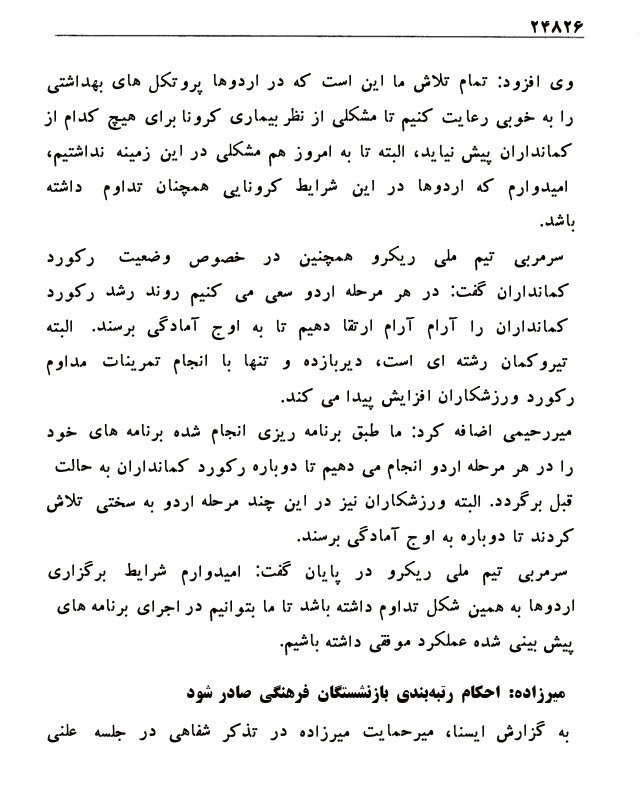 ۲۴۸۲۶
وی افزود: تمام تلاش ما این است که در اردوها پروتکل های بهداشتی
را به خوبی رعایت کنیم تا مشکلی از نظر بیماری کرونا برای هیچ کدام از
کمانداران پیش نیاید، البته تا به امروز هم مشکلی در این زمینه نداشتیم،
امیدوارم که اردوها در این شرایط کرونایی همچنان تداوم داشته
باشد.
سرمربی تیم ملی ریکرو همچنین در خصوص وضعیت رکورد
کمانداران گفت: در هر مرحله اردو سعی می کنیم روند رشد رکورد
کمانداران را آرام آرام ارتقا دهیم تا به اوج آمادگی برسند. البته
تیروکمان رشته ای است، دیربازده و تنها با انجام تمرینات مداوم
رکورد ورزشکاران افزایش پیدا می کند.
میررحیمی اضافه کرد: ما طبق برنامه ریزی انجام شده برنامه های خود
را در هر مرحله اردو انجام می دهیم تا دوباره رکورد کمانداران به حالت
قبل برگردد. البته ورزشکاران نیز در این چند مرحله اردو به سختی تلاش
کردند تا دوباره به اوج آمادگی برسند.
سرمربی تیم ملی ریکرو در پایان گفت: امیدوارم شرایط برگزاری
اردوها به همین شکل تداوم داشته باشد تا ما بتوانیم در اجرای برنامه های
پیش بینی شده عملکرد موفقی داشته باشیم.
میرزاده: احکام رتبه‌بندی بازنشستگان فرهنگی صادر شود
به گزارش ایسنا، میرحمایت میرزاده در تذکر شفاهی در جلسه علنی